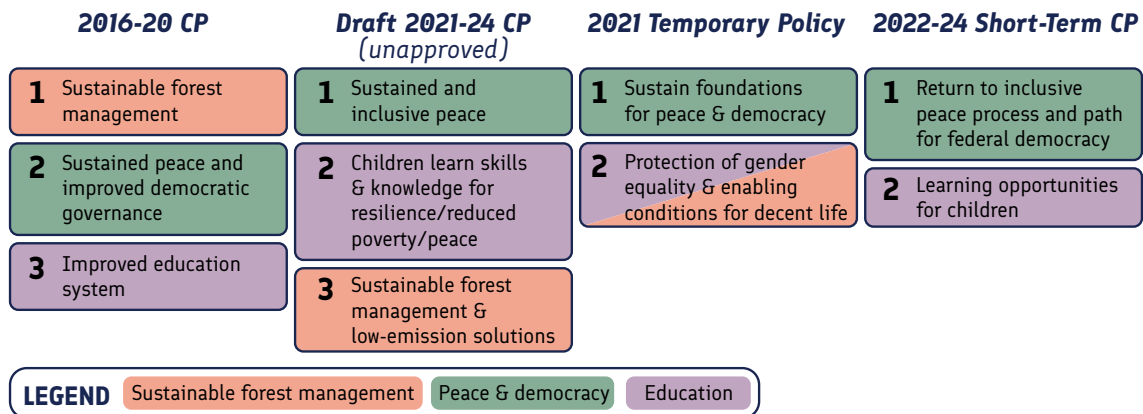 2016-20 CP
1 Sustainable forest
management
2 Sustained peace and
improved democratic
governance
3 Improved education
system
Draft 2021-24 CP
(unapproved)
1 Sustained and
inclusive peace
2 Children learn skills
& knowledge for
resilience/reduced
poverty/peace
3 Sustainable forest
management &
low-emission solutions
2021 Temporary Policy
1 Sustain foundations
for peace & democracy
2 Protection of gender
equality & enabling
conditions for decent life
2022-24 Short-Term CP
1 Return to inclusive
peace process and path
for federal democracy
2 Learning opportunities
for children
LEGEND Sustainable forest management Peace & democracy Education